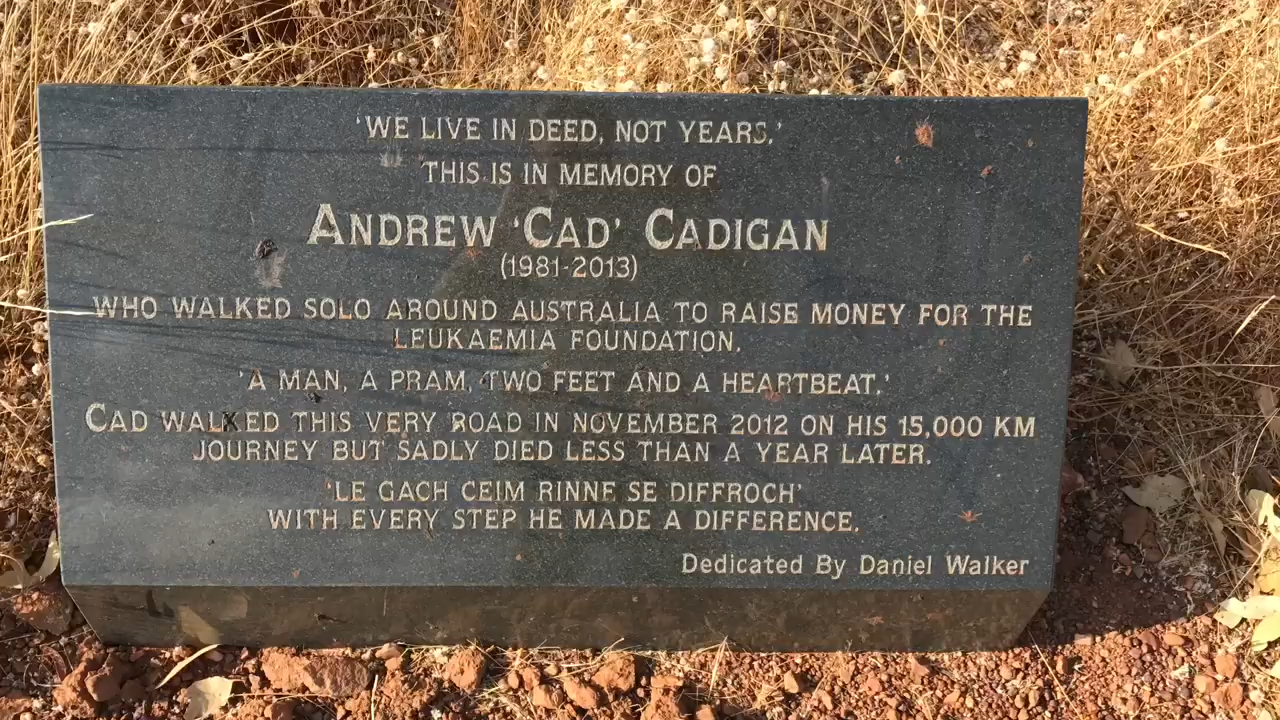 'WE LIVE IN DEED, NOT YEARS.'
THIS IS IN MEMORY OF
ANDREW 'CAD' CADIGAN
(1981-2013)
WHO WALKED SOLO AROUND AUSTRALIA TO RAISE MONEY FOR THE
LEUKAEMIA FOUNDATION.
'A MAN, A PRAM, TWO FEET AND A HEARTBEAT.'
CAD WALKED THIS VERY ROAD IN NOVEMBER 2012 ON HIS 15,000 KM
JOURNEY BUT SADLY DIED LESS THAN A YEAR LATER.
'LE GACH CEIM RINNE SE DIFFROCH'
WITH EVERY STEP HE MADE A DIFFERENCE.
Dedicated By Daniel Walker